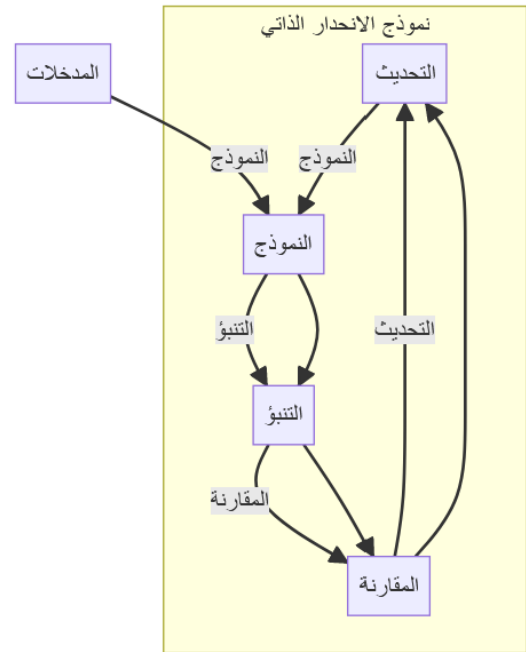 نموذج الانحدار الذاتي
المدخلات
التحديث
النموذج
النموذج
النموذج
التنبؤ
التحديث
التنبؤ
المقارنة
المقارنة